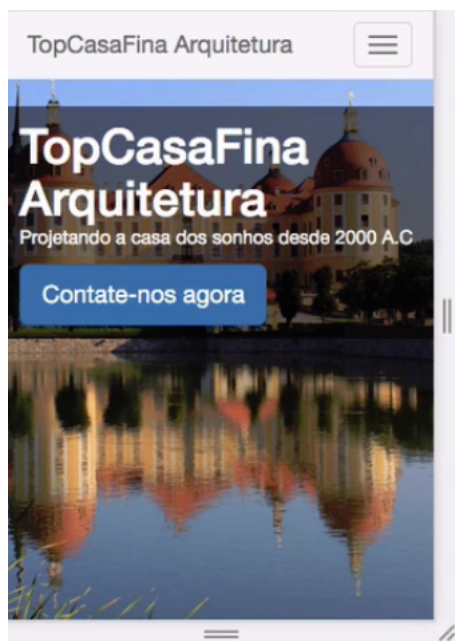 TopCasaFina Arquitetura
TopCasaFina
Arquitetura
Projetando a casa dos sonhos desde 2000 A.C
Contate-nos agora